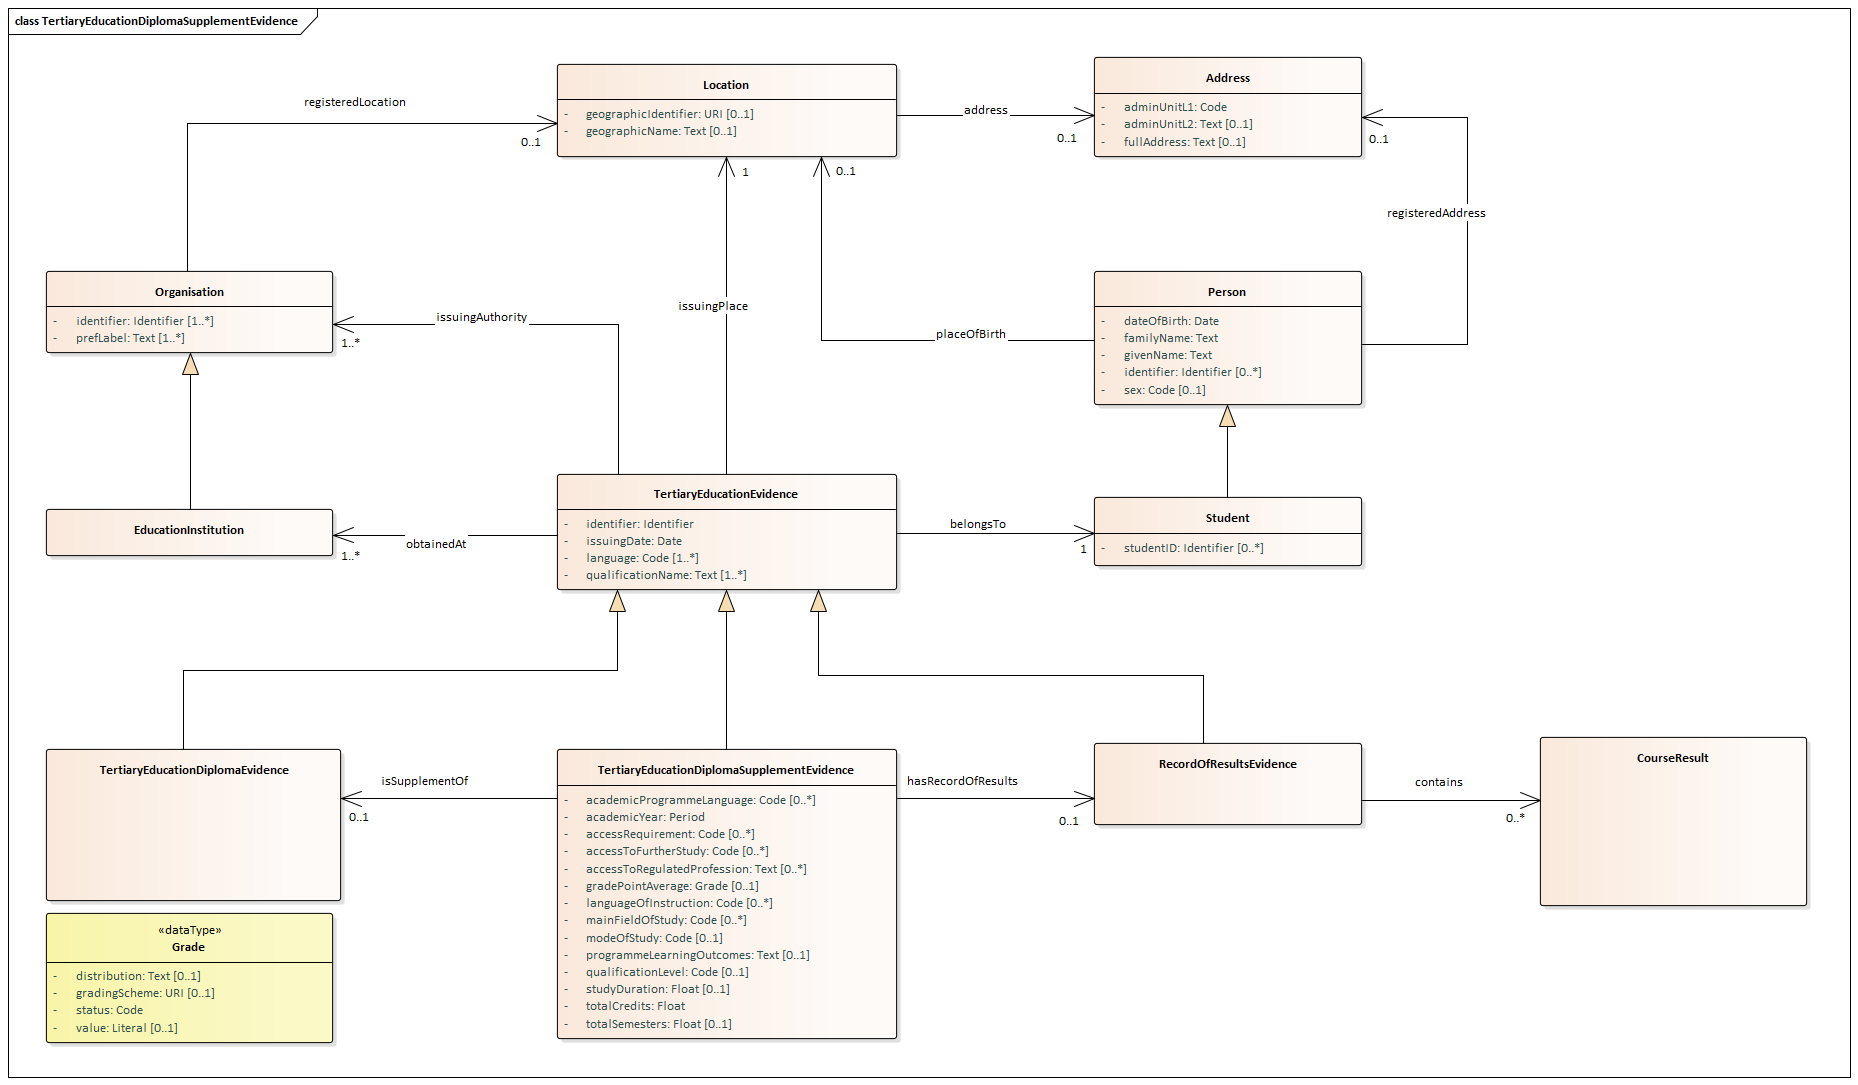 class TertiaryEducationDiplomaSupplementEvidence
Location
- geographicIdentifier: URI [0..1]
- geographicName: Text [0..1]
Address
- adminUnitL1: Code
- adminUnitL2: Text [0..1]
- fullAddress: Text [0..1]
registeredLocation
0..1
address
0..1
0..1
1
0..1
registeredAddress
Organisation
- identifier: Identifier [1..*]
- prefLabel: Text [1..*]
issuingAuthority
1..*
issuingPlace
placeOfBirth
Person
- dateOfBirth: Date
- familyName: Text
- givenName: Text
- identifier: Identifier [0..*]
- sex: Code [0..1]
EducationInstitution
obtainedAt
1..*
TertiaryEducationEvidence
- identifier: Identifier
- issuingDate: Date
- language: Code [1..*]
- qualificationName: Text [1..*]
belongsTo
1
Student
- studentID: Identifier [0..*]
TertiaryEducationDiplomaEvidence
isSupplementOf
0..1
TertiaryEducationDiplomaSupplementEvidence
- academicProgrammeLanguage: Code [0..*]
- academicYear: Period
- accessRequirement: Code [0..*]
- accessToFurtherStudy: Code [0..*]
- accessToRegulatedProfession: Text [0..*]
- gradePointAverage: Grade [0..1]
- languageOfInstruction: Code [0..*]
- mainFieldOfStudy: Code [0..*]
- modeOfStudy: Code [0..1]
- programmeLearningOutcomes: Text [0..1]
- qualificationLevel: Code [0..1]
- studyDuration: Float [0..1]
- totalCredits: Float
- totalSemesters: Float [0..1]
hasRecordOfResults
0..1
RecordOfResultsEvidence
contains
0..*
CourseResult
«dataType»
Grade
- distribution: Text [0..1]
- gradingScheme: URI [0..1]
- status: Code
- value: Literal [0..1]